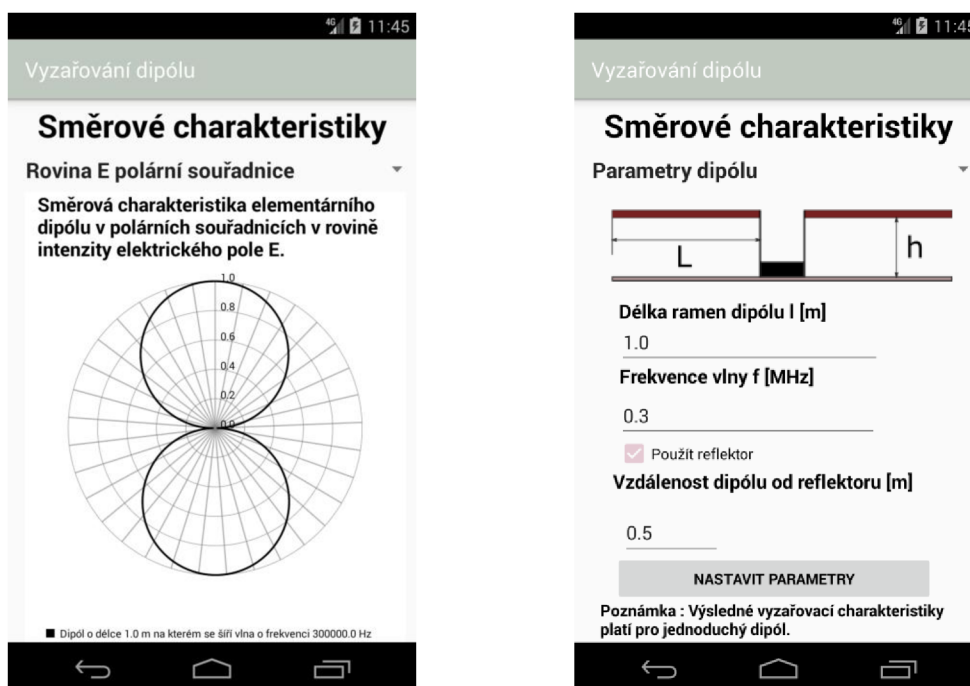 4G 11:45
Vyzařování dipólu
Směrové charakteristiky
Rovina E polární souřadnice
Směrová charakteristika elementárního
dipólu v polárních souřadnicích v rovině
intenzity elektrického pole E.
1.0
0.8
0.6
0.4
0.2
0.0
Dipól o délce 1.0 m na kterém se šíří vlna o frekvenci 300000.0 Hz
4G 11:45
Vyzařování dipólu
Směrové charakteristiky
Parametry dipólu
L
h
Délka ramen dipólu l [m]
1.0
Frekvence vlny f [MHz]
0.3
Použít reflektor
Vzdálenost dipólu od reflektoru [m]
0.5
NASTAVIT PARAMETRY
Poznámka : Výsledné vyzařovací charakteristiky
platí pro jednoduchý dipól.